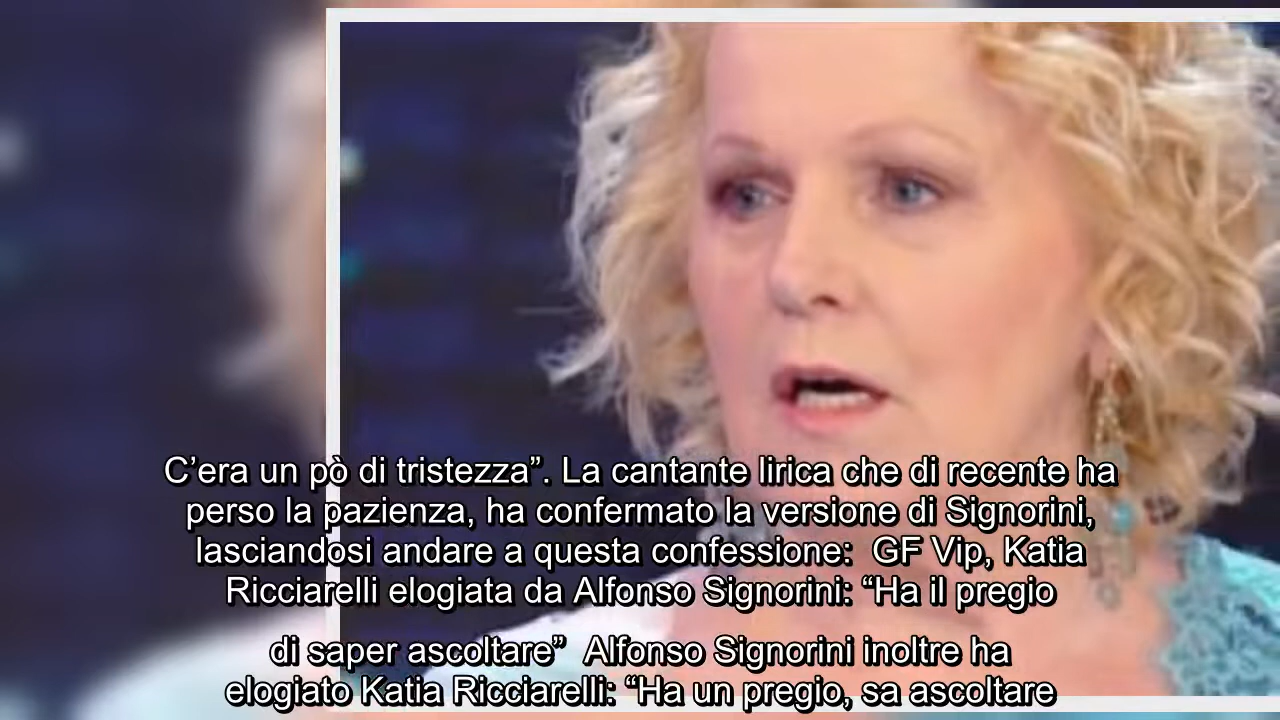 C’era un pò di tristezza”. La cantante lirica che di recente ha
perso la pazienza, ha confermato la versione di Signorini,
lasciandosi andare a questa confessione:  GF Vip, Katia
Ricciarelli elogiata da Alfonso Signorini: “Ha il pregio
di saper ascoltare”  Alfonso Signorini inoltre ha
elogiato Katia Ricciarelli: “Ha un pregio, sa ascoltare